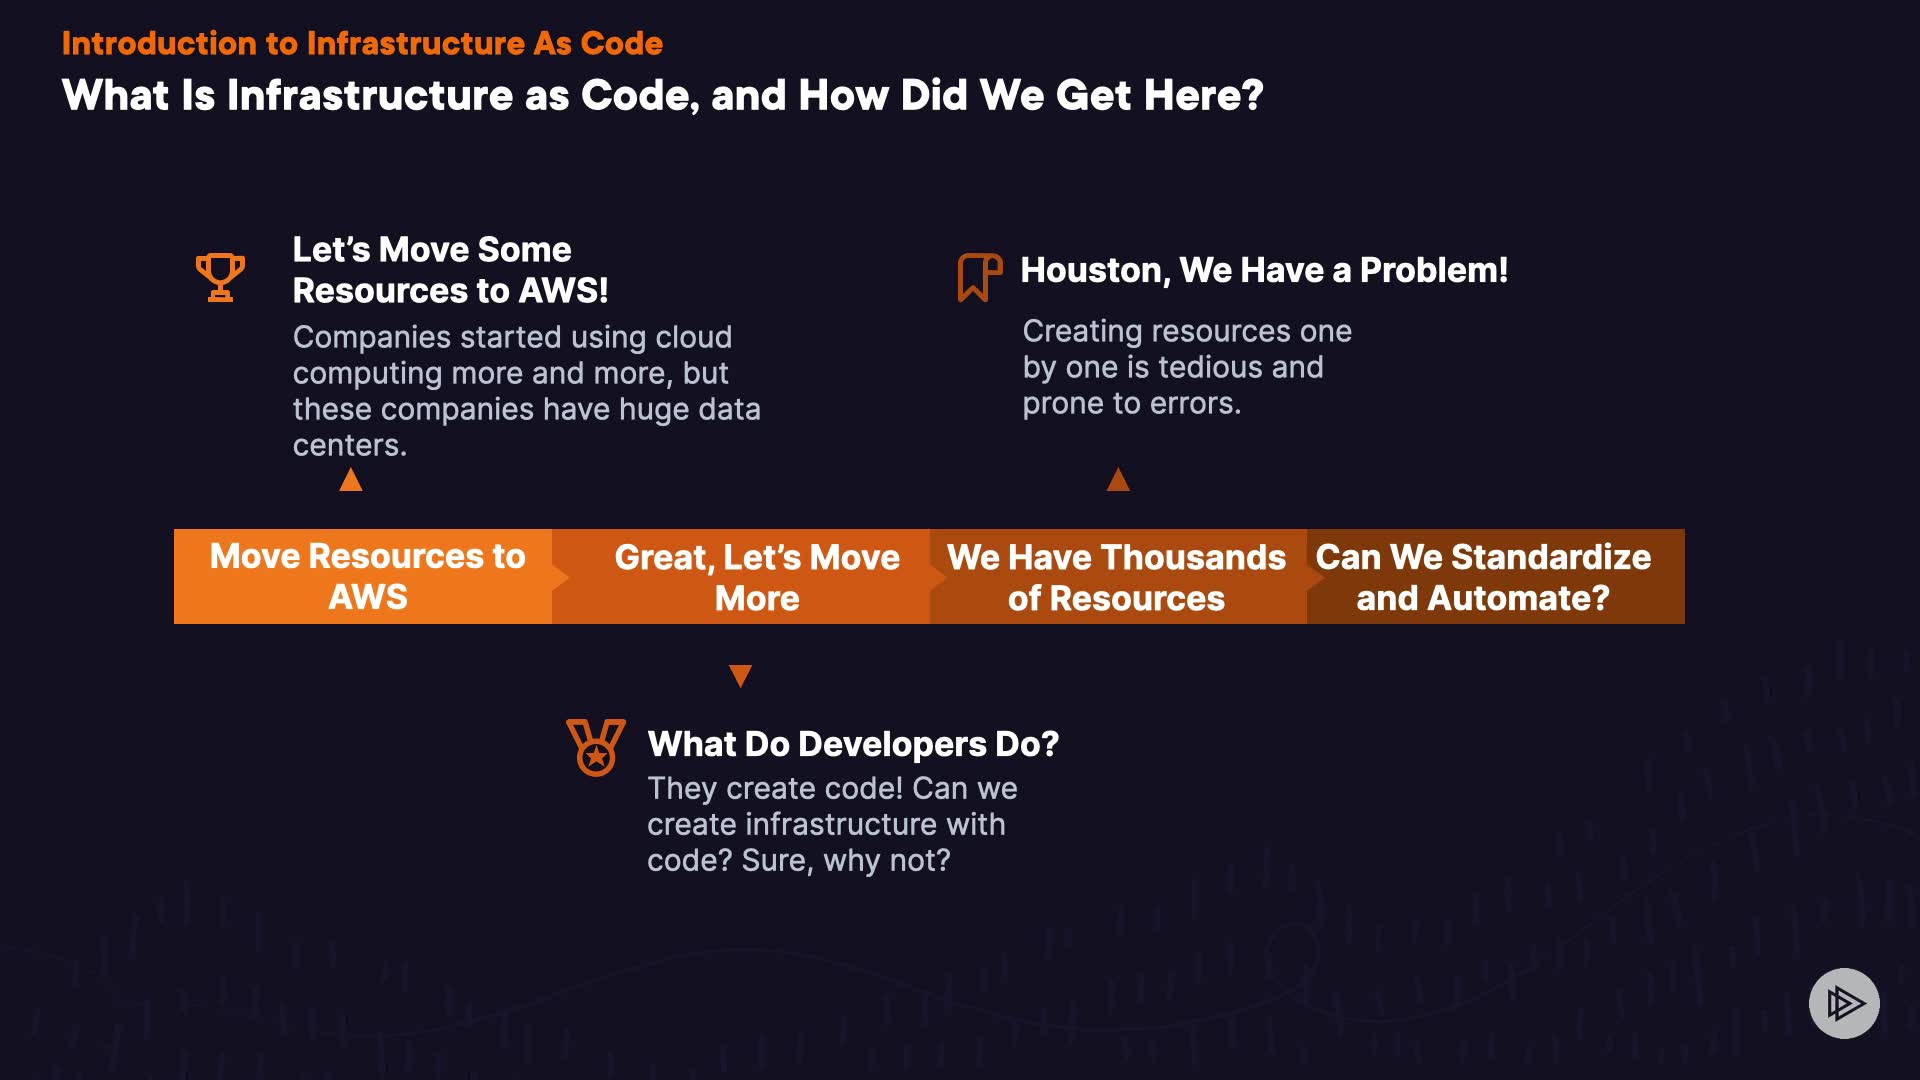 Introduction to Infrastructure As Code
What Is Infrastructure as Code, and How Did We Get Here?
Let’s Move Some
Resources to AWS!
Companies started using cloud
computing more and more, but
these companies have huge data
centers.
Houston, We Have a Problem!
Creating resources one
by one is tedious and
prone to errors.
Move Resources to
AWS
Great, Let’s Move
More
We Have Thousands
of Resources
Can We Standardize
and Automate?
What Do Developers Do?
They create code! Can we
create infrastructure with
code? Sure, why not?